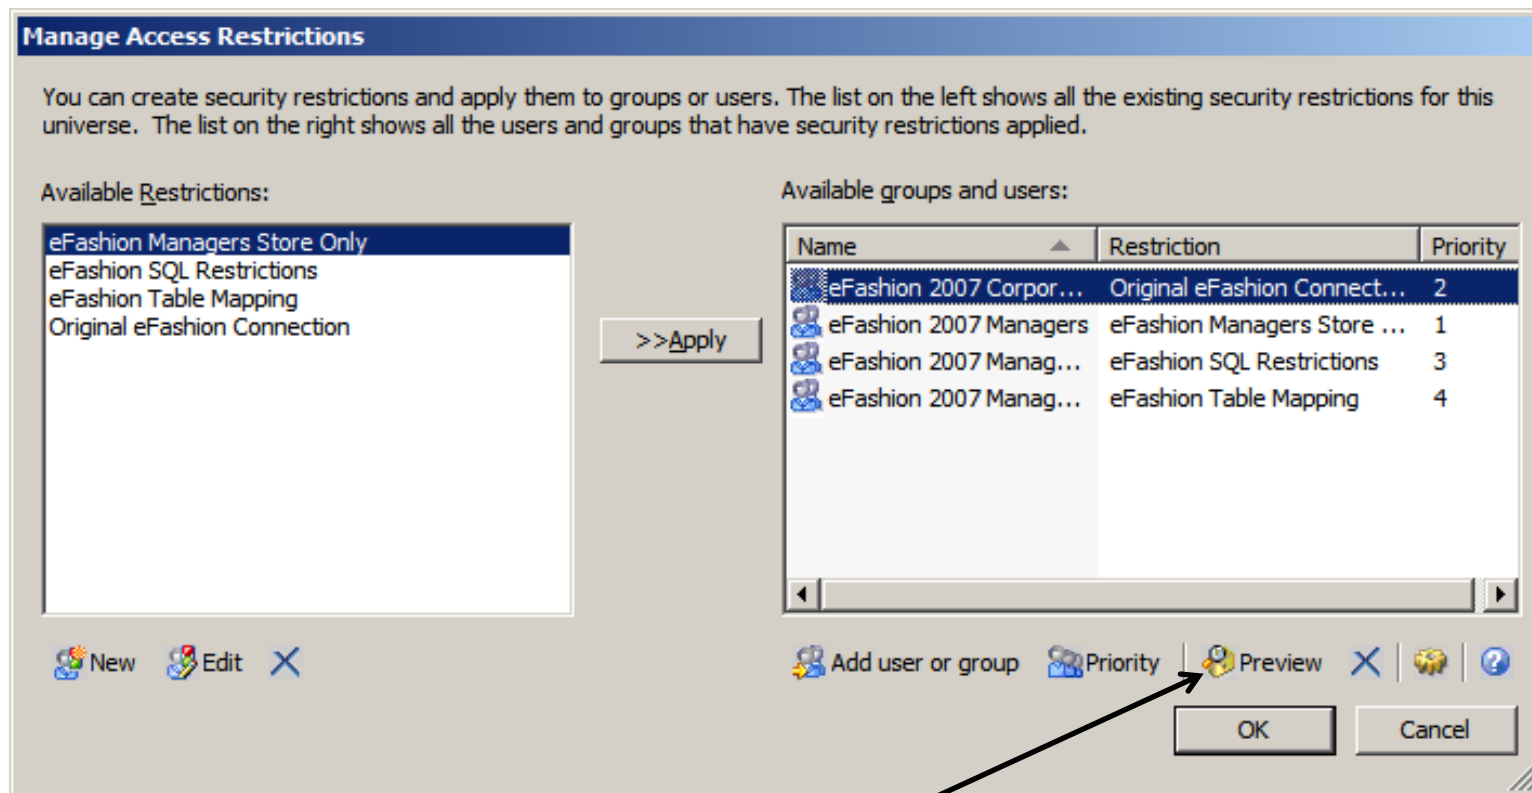 Manage Access Restrictions
You can create security restrictions and apply them to groups or users. The list on the left shows all the existing security restrictions for this
universe. The list on the right shows all the users and groups that have security restrictions applied.
Available Restrictions:
eFashion Managers Store Only
eFashion SQL Restrictions
eFashion Table Mapping
Original eFashion Connection
>>Apply
Available groups and users:
Name Restriction Priority
eFashion 2007 Corpor... Original eFashion Connect... 2
eFashion 2007 Managers eFashion Managers Store ... 1
eFashion 2007 Manag... eFashion SQL Restrictions 3
eFashion 2007 Manag... eFashion Table Mapping 4
New Edit
Add user or group Priority Preview
OK Cancel